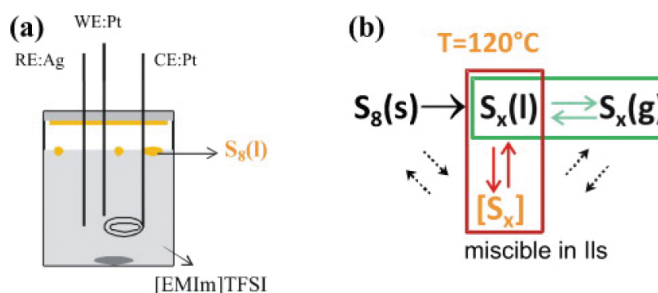 (a)
WE:Pt
RE:Ag
CE:Pt
S₈(l)
[EMIm]TFSI
(b)
T=120°C
S₈(s) Sₓ(l) Sₓ(g)
[Sₓ]
miscible in Ils